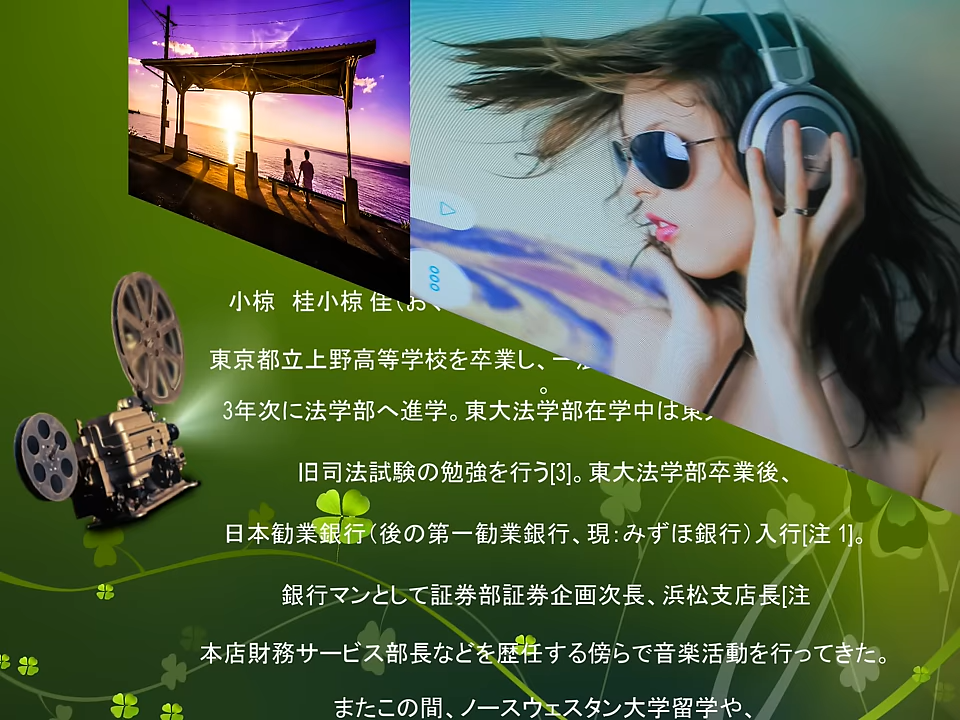 小椋 桂小椋 佳(おく
東京都立上野高等学校を卒業し、一
。
3年次に法学部へ進学。東大法学部在学中は東
旧司法試験の勉強を行う[3]。東大法学部卒業後、
日本勧業銀行(後の第一勧業銀行、現:みずほ銀行)入行[注 1]。
銀行マンとして証券部証券企画次長、浜松支店長[注
本店財務サービス部長などを歴任する傍らで音楽活動を行ってきた。
またこの間、ノースウェスタン大学留学や、